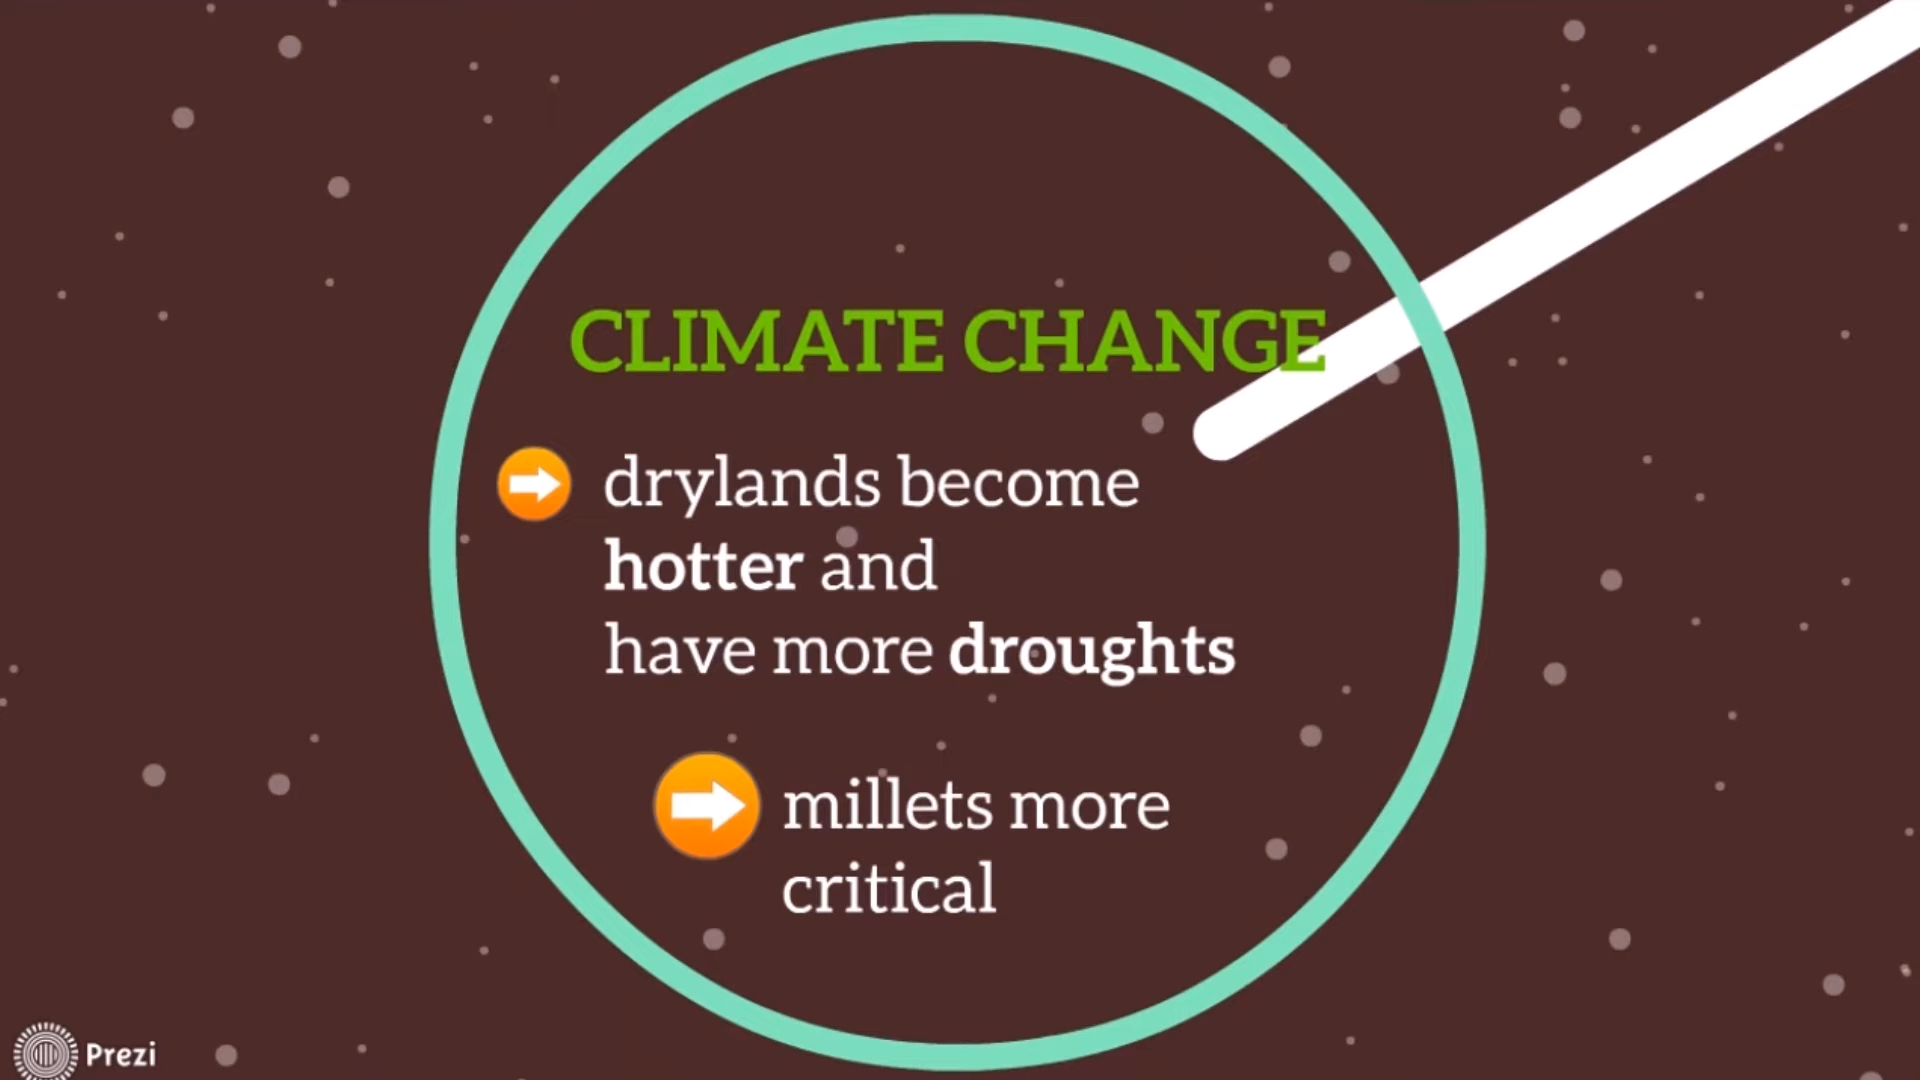 CLIMATE CHANGE
drylands become
hotter and
have more droughts
millets more
critical
Prezi